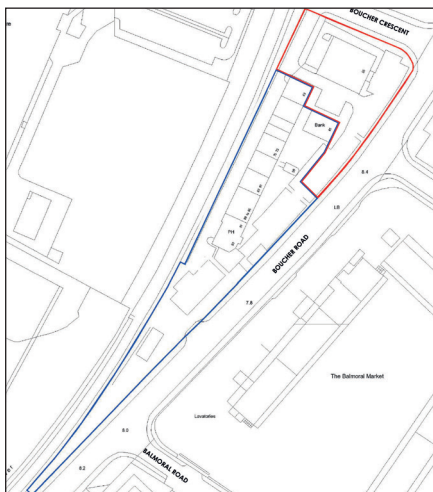 BOUCHER CRESCENT
Bank
8.4
LB
PH
BOUCHER ROAD
7.8
The Balmoral Market
Lavatories
8.0
BALMORAL ROAD
8.2